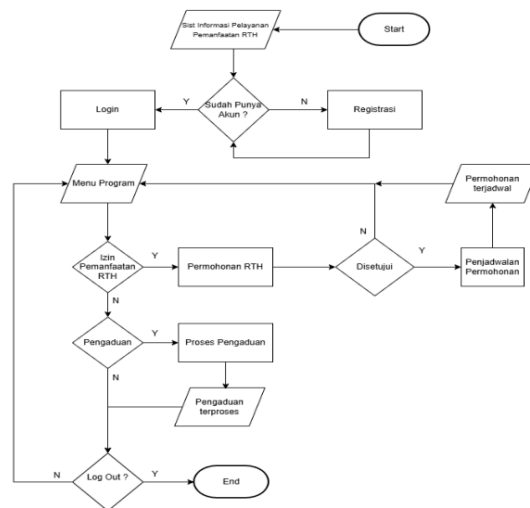 Sist Informasi Pelayanan
Pemanfaatan RTH
Start
Sudah Punya
Akun ?
Y
N
Login
Registrasi
Menu Program
Permohonan
terjadwal
N
Izin
Pemanfaatan
RTH
Y
Permohonan RTH
Disetujui
Y
Penjadwalan
Permohonan
N
Pengaduan
Y
Proses Pengaduan
N
Pengaduan
terproses
N
Log Out ?
Y
End